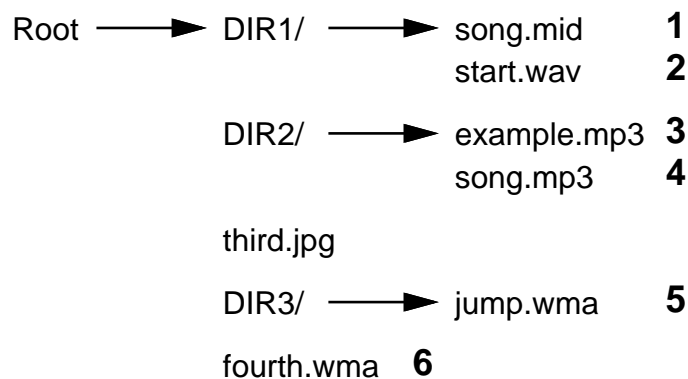 Root DIR1/ song.mid 1
start.wav 2
DIR2/ example.mp3 3
song.mp3 4
third.jpg
DIR3/ jump.wma 5
fourth.wma 6